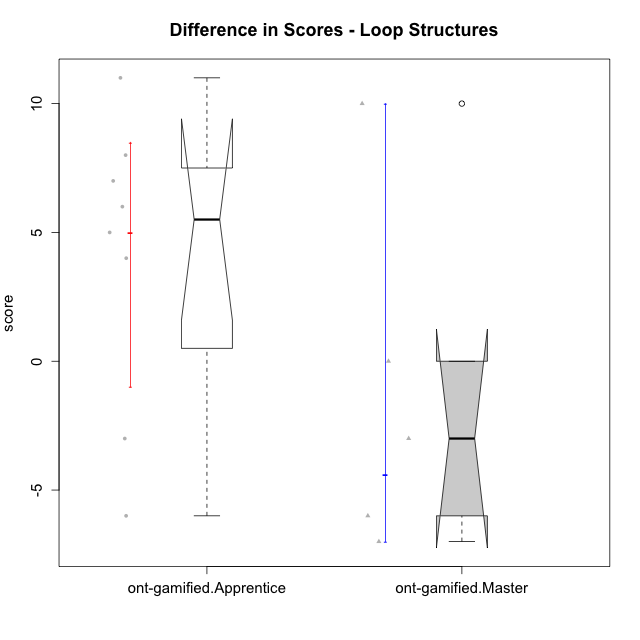 Difference in Scores - Loop Structures
score
10
5
0
-5
ont-gamified.Apprentice
ont-gamified.Master